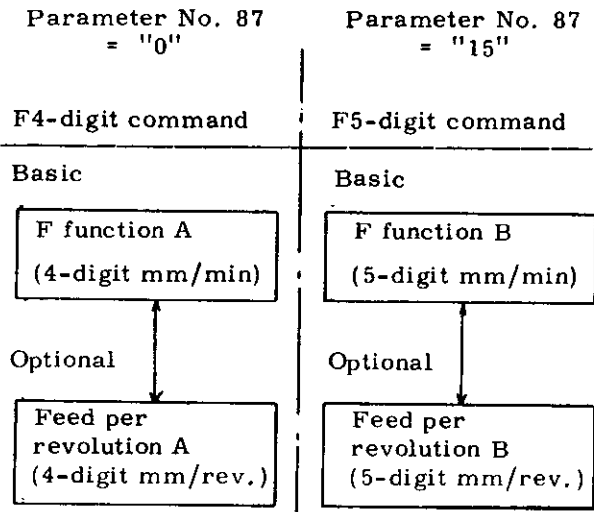 Parameter No. 87
= "0"
F4-digit command
Basic
F function A
(4-digit mm/min)
Optional
Feed per
revolution A
(4-digit mm/rev.)
Parameter No. 87
= "15"
F5-digit command
Basic
F function B
(5-digit mm/min)
Optional
Feed per
revolution B
(5-digit mm/rev.)